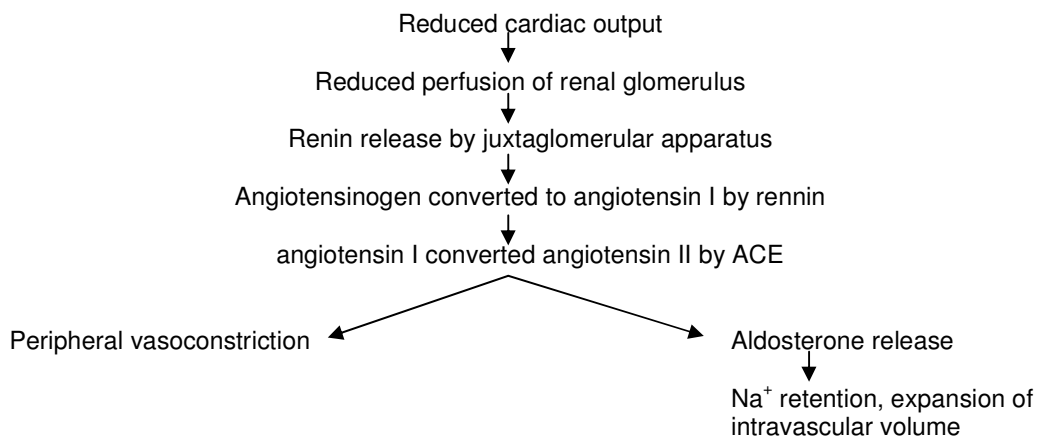 Reduced cardiac output
Reduced perfusion of renal glomerulus
Renin release by juxtaglomerular apparatus
Angiotensinogen converted to angiotensin I by rennin
angiotensin I converted angiotensin II by ACE
Peripheral vasoconstriction
Aldosterone release
Na⁺ retention, expansion of
intravascular volume